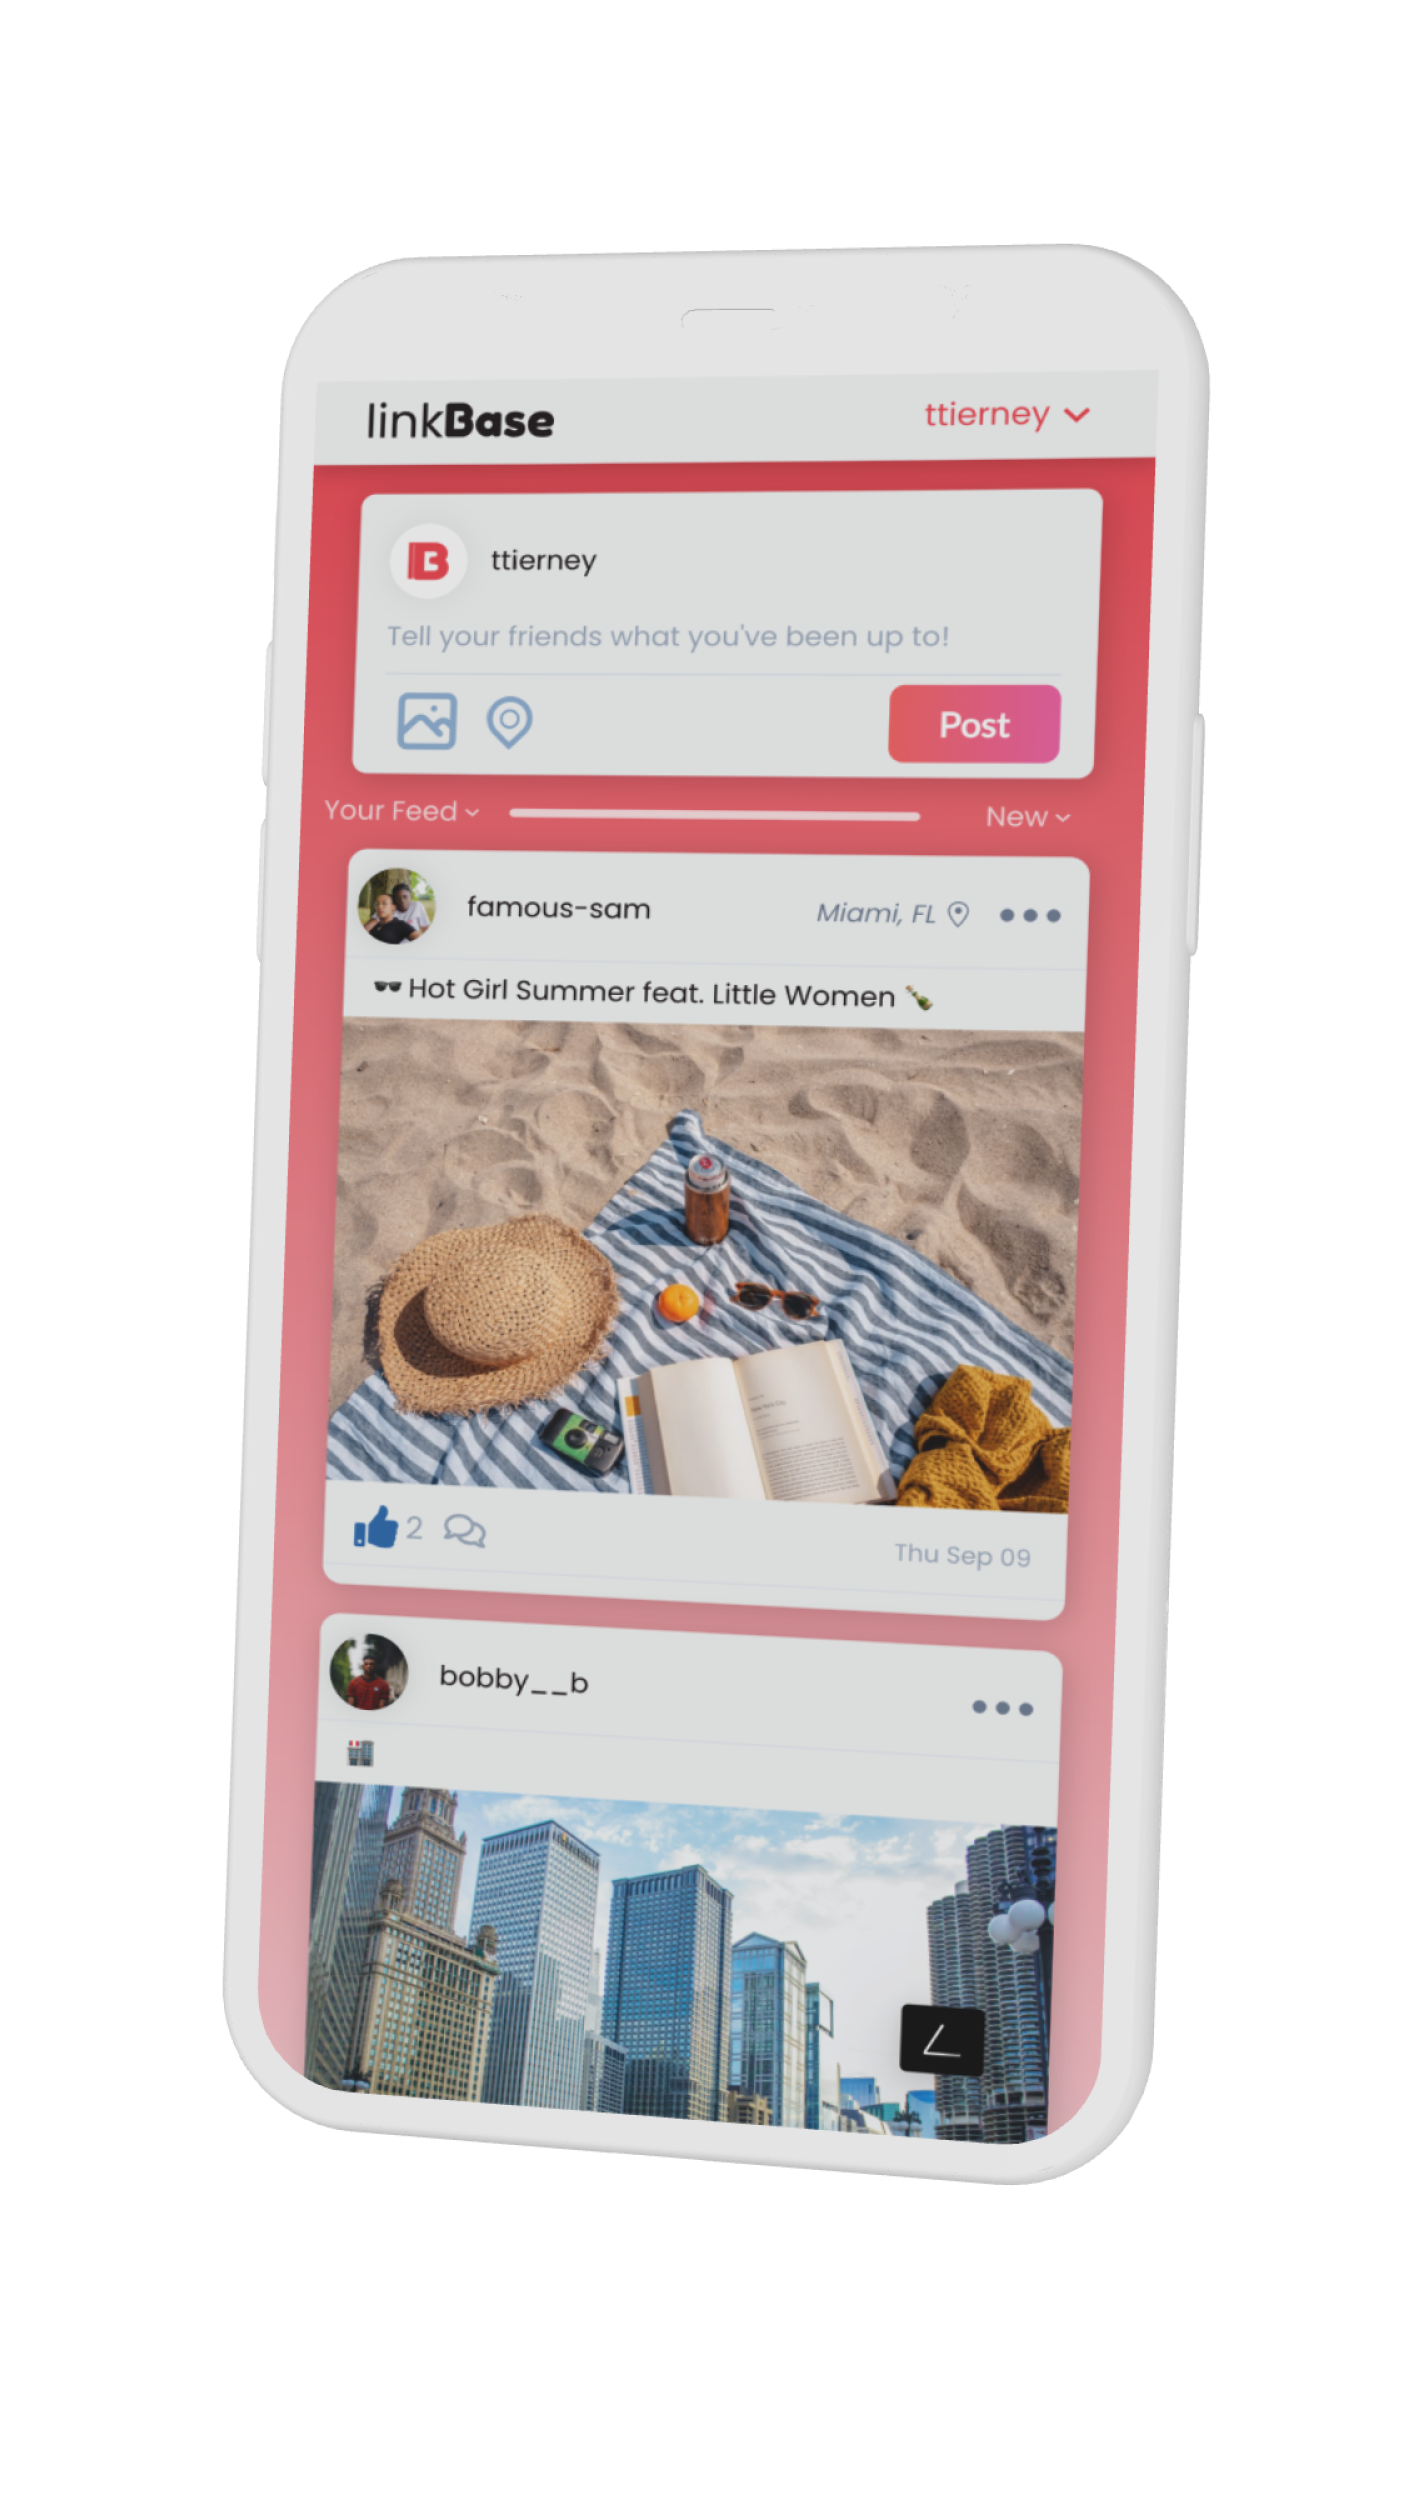 linkBase
ttierney
ttierney
Tell your friends what you've been up to!
Post
Your Feed
New
famous-sam
Miami, FL
🕶️ Hot Girl Summer feat. Little Women 🍾
2
Thu Sep 09
bobby__b